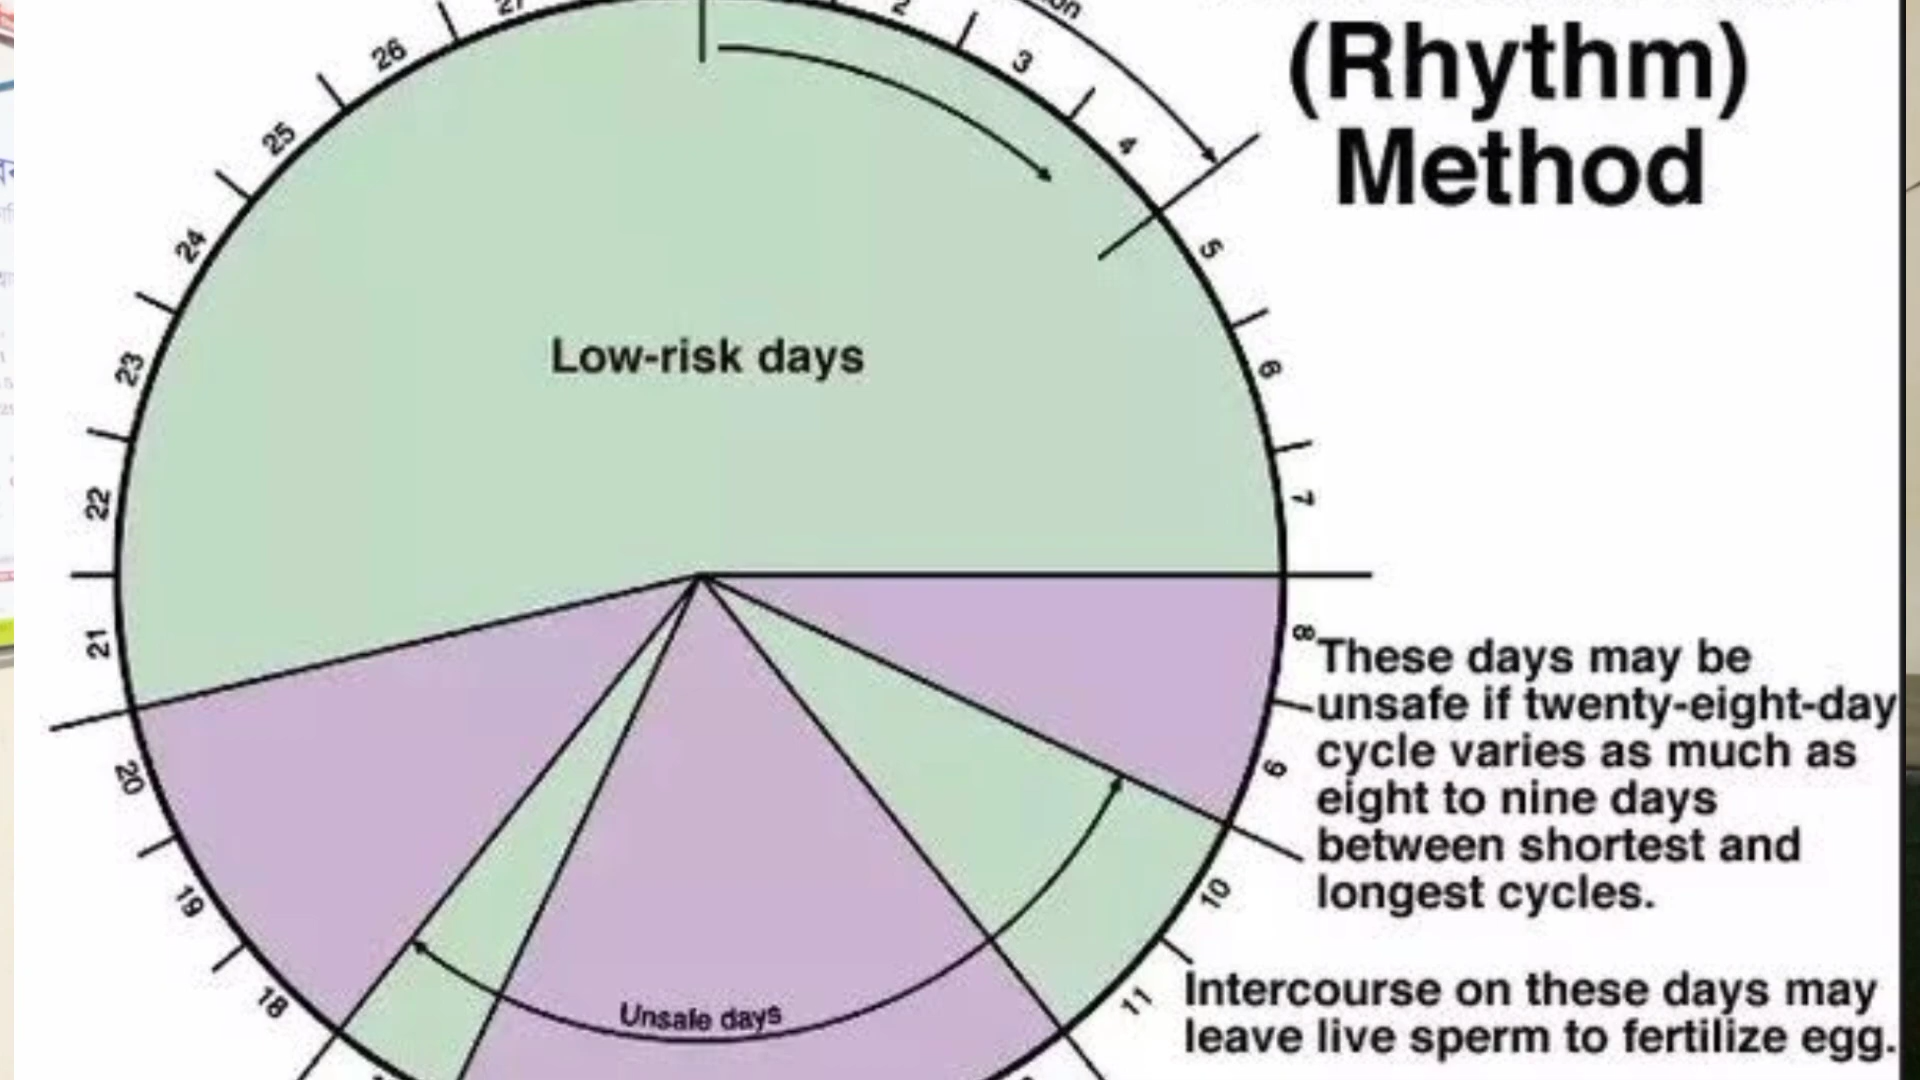 (Rhythm)
Method
2
3
4
5
6
7
8
9
10
11
18
19
20
21
22
23
24
25
26
27
Low-risk days
Unsafe days
These days may be
unsafe if twenty-eight-day
cycle varies as much as
eight to nine days
between shortest and
longest cycles.
Intercourse on these days may
leave live sperm to fertilize egg.